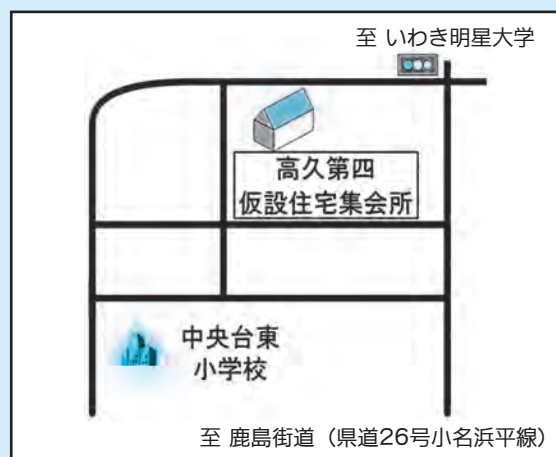 至 いわき明星大学
高久第四
仮設住宅集会所
中央台東
小学校
至 鹿島街道（県道26号小名浜平線）